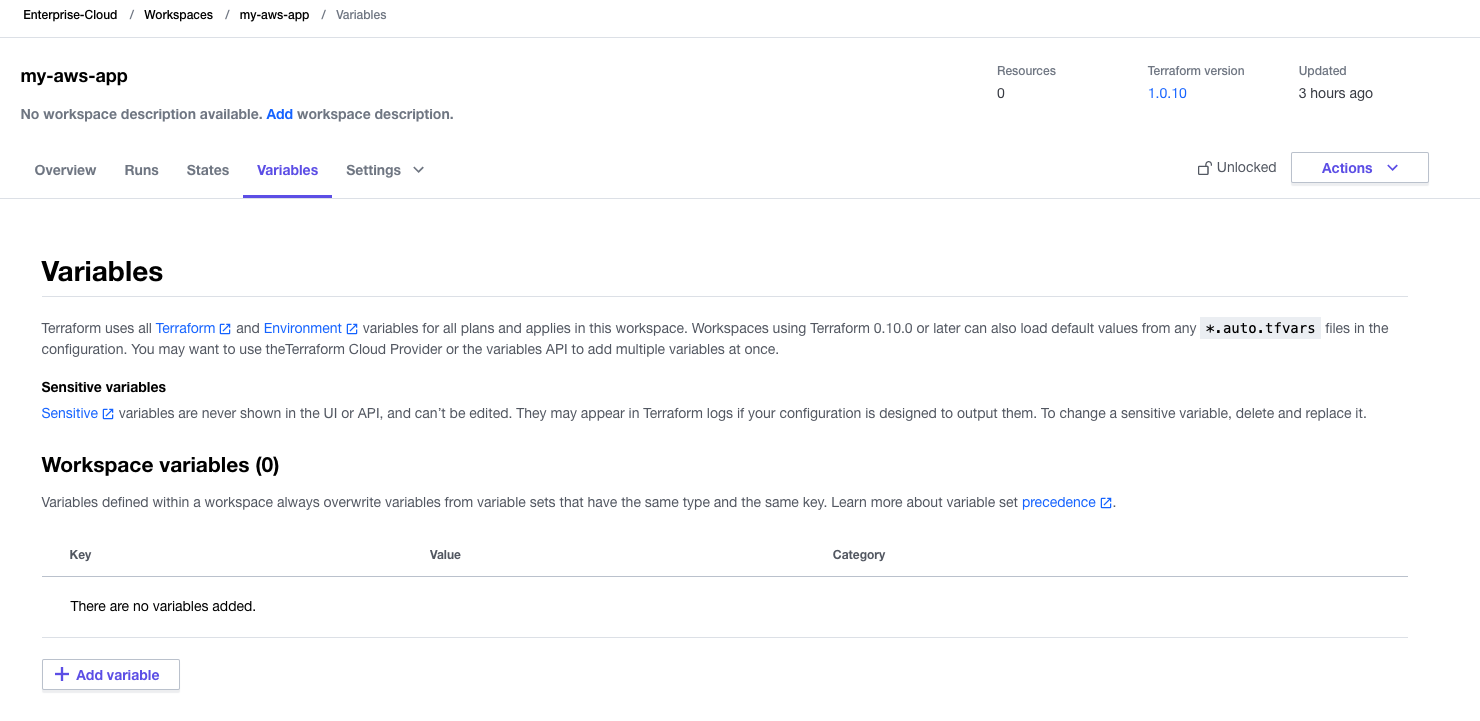 Enterprise-Cloud / Workspaces / my-aws-app / Variables
my-aws-app
Resources
Terraform version
Updated
0
1.0.10
3 hours ago
No workspace description available. Add workspace description.
Overview
Runs
States
Variables
Settings
Unlocked
Actions
Variables
Terraform uses all Terraform and Environment variables for all plans and applies in this workspace. Workspaces using Terraform 0.10.0 or later can also load default values from any *.auto.tfvars files in the
configuration. You may want to use theTerraform Cloud Provider or the variables API to add multiple variables at once.
Sensitive variables
Sensitive variables are never shown in the UI or API, and can't be edited. They may appear in Terraform logs if your configuration is designed to output them. To change a sensitive variable, delete and replace it.
Workspace variables (0)
Variables defined within a workspace always overwrite variables from variable sets that have the same type and the same key. Learn more about variable set precedence.
Key
Value
Category
There are no variables added.
+ Add variable